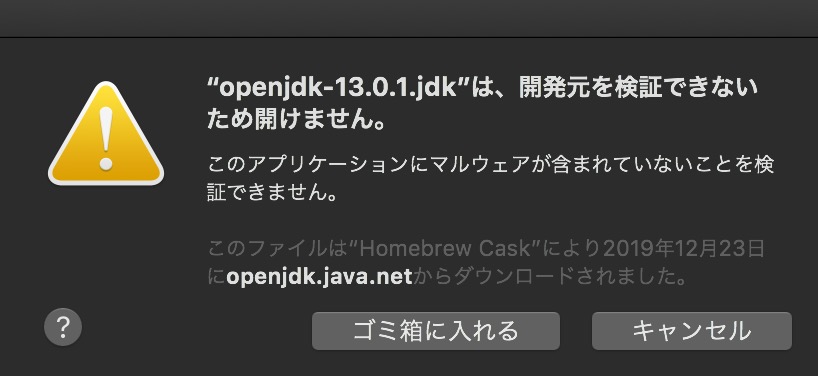 “openjdk-13.0.1.jdk”は、開発元を検証できない
ため開けません。
このアプリケーションにマルウェアが含まれていないことを検
証できません。
このファイルは“Homebrew Cask”により2019年12月23日
にopenjdk.java.netからダウンロードされました。
?
ゴミ箱に入れる
キャンセル